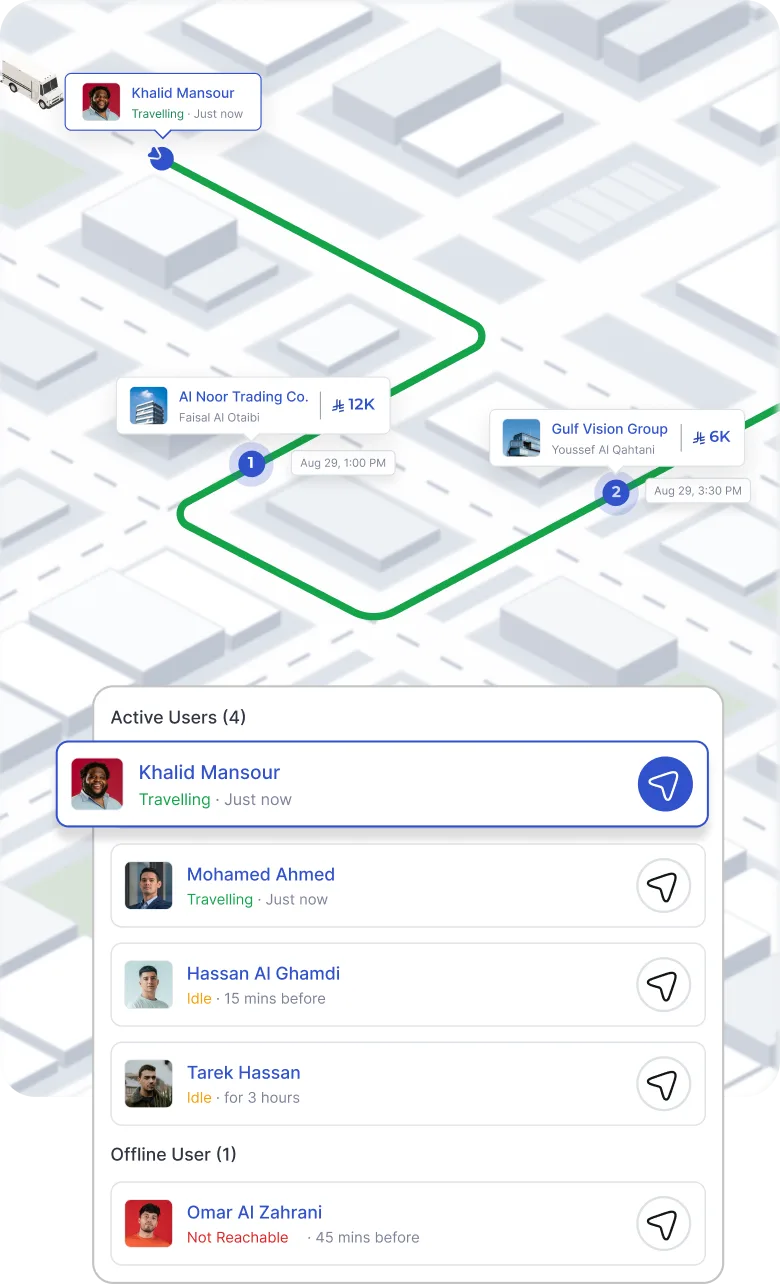 Khalid Mansour
Travelling · Just now
Al Noor Trading Co.
Faisal Al Otaibi
⃁ 12K
1
Aug 29, 1:00 PM
Gulf Vision Group
Youssef Al Qahtani
⃁ 6K
2
Aug 29, 3:30 PM
Active Users (4)
Khalid Mansour
Travelling · Just now
Mohamed Ahmed
Travelling · Just now
Hassan Al Ghamdi
Idle · 15 mins before
Tarek Hassan
Idle · for 3 hours
Offline User (1)
Omar Al Zahrani
Not Reachable · 45 mins before